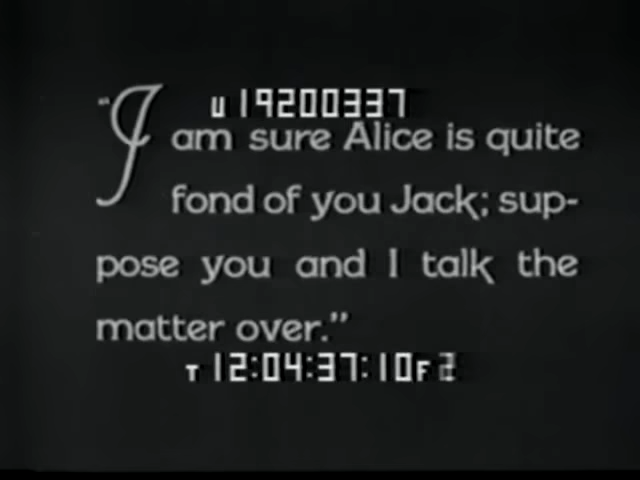 u 19200337
"I am sure Alice is quite
fond of you Jack; sup-
pose you and I talk the
matter over."
T 12:04:37:10F2